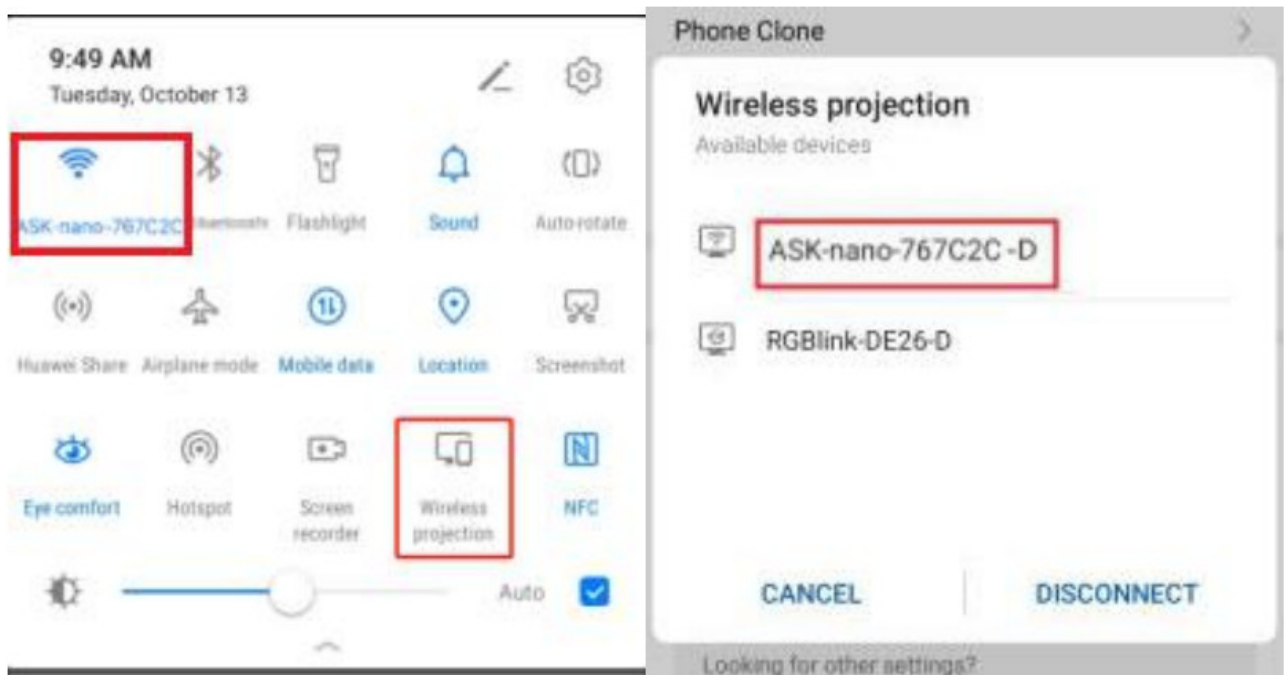 9:49 AM
Tuesday, October 13
ASK-nano-767C2C
Flashlight
Sound
Auto-rotate
Huawei Share
Airplane mode
Mobile data
Location
Screenshot
Eye comfort
Hotspot
Screen
recorder
Wireless
projection
NFC
Auto
Phone Clone
Wireless projection
Available devices
ASK-nano-767C2C -D
RGBlink-DE26-D
CANCEL
DISCONNECT
Looking for other settings?